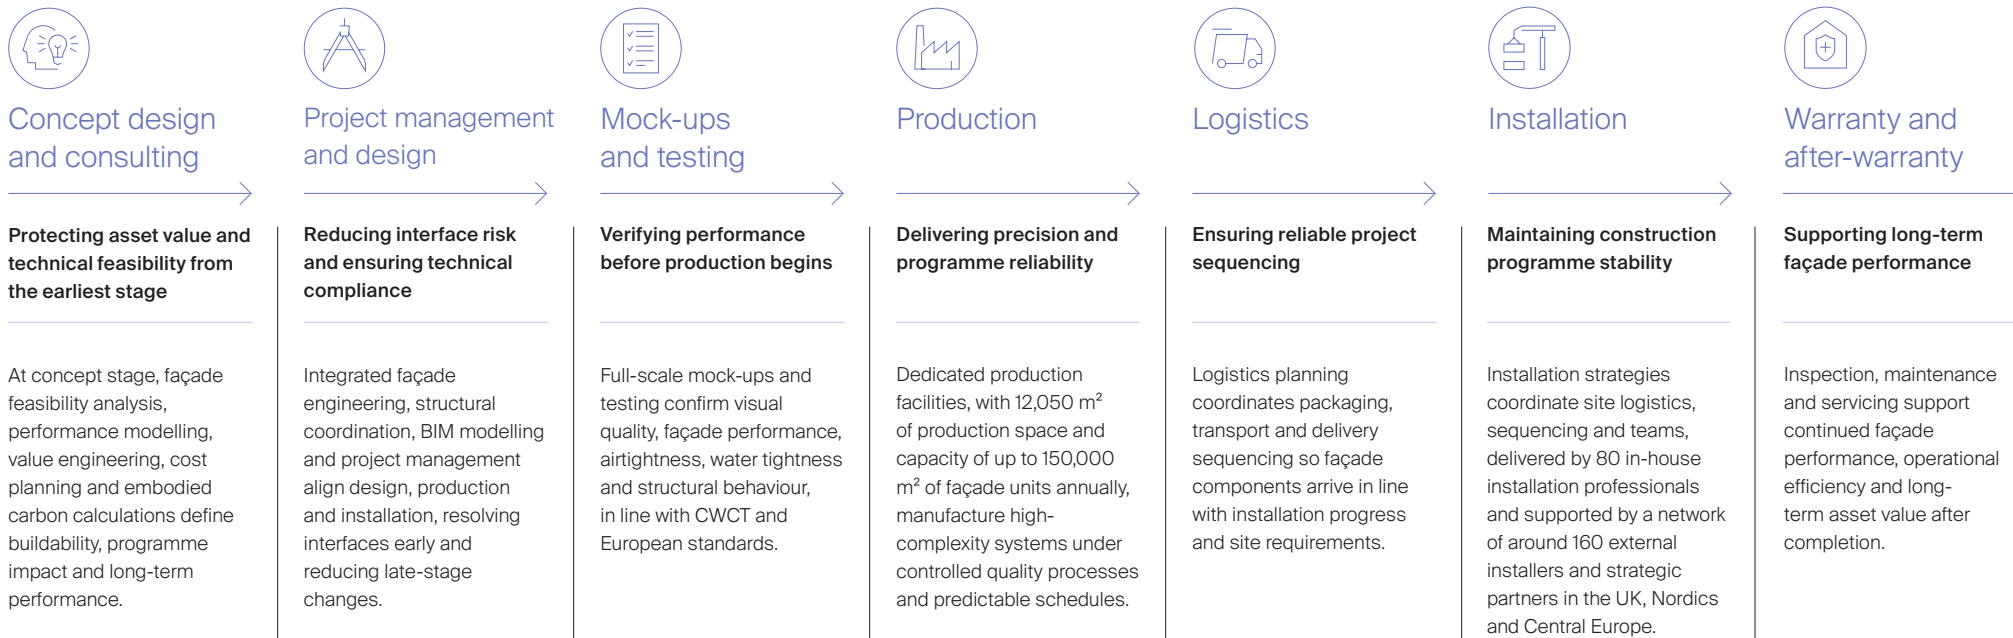 Concept design
and consulting
Protecting asset value and
technical feasibility from
the earliest stage
At concept stage, façade
feasibility analysis,
performance modelling,
value engineering, cost
planning and embodied
carbon calculations define
buildability, programme
impact and long-term
performance.
Project management
and design
Reducing interface risk
and ensuring technical
compliance
Integrated façade
engineering, structural
coordination, BIM modelling
and project management
align design, production
and installation, resolving
interfaces early and
reducing late-stage
changes.
Mock-ups
and testing
Verifying performance
before production begins
Full-scale mock-ups and
testing confirm visual
quality, façade performance,
airtightness, water tightness
and structural behaviour,
in line with CWCT and
European standards.
Production
Delivering precision and
programme reliability
Dedicated production
facilities, with 12,050 m²
of production space and
capacity of up to 150,000
m² of façade units annually,
manufacture high-
complexity systems under
controlled quality processes
and predictable schedules.
Logistics
Ensuring reliable project
sequencing
Logistics planning
coordinates packaging,
transport and delivery
sequencing so façade
components arrive in line
with installation progress
and site requirements.
Installation
Maintaining construction
programme stability
Installation strategies
coordinate site logistics,
sequencing and teams,
delivered by 80 in-house
installation professionals
and supported by a network
of around 160 external
installers and strategic
partners in the UK, Nordics
and Central Europe.
Warranty and
after-warranty
Supporting long-term
façade performance
Inspection, maintenance
and servicing support
continued façade
performance, operational
efficiency and long-
term asset value after
completion.